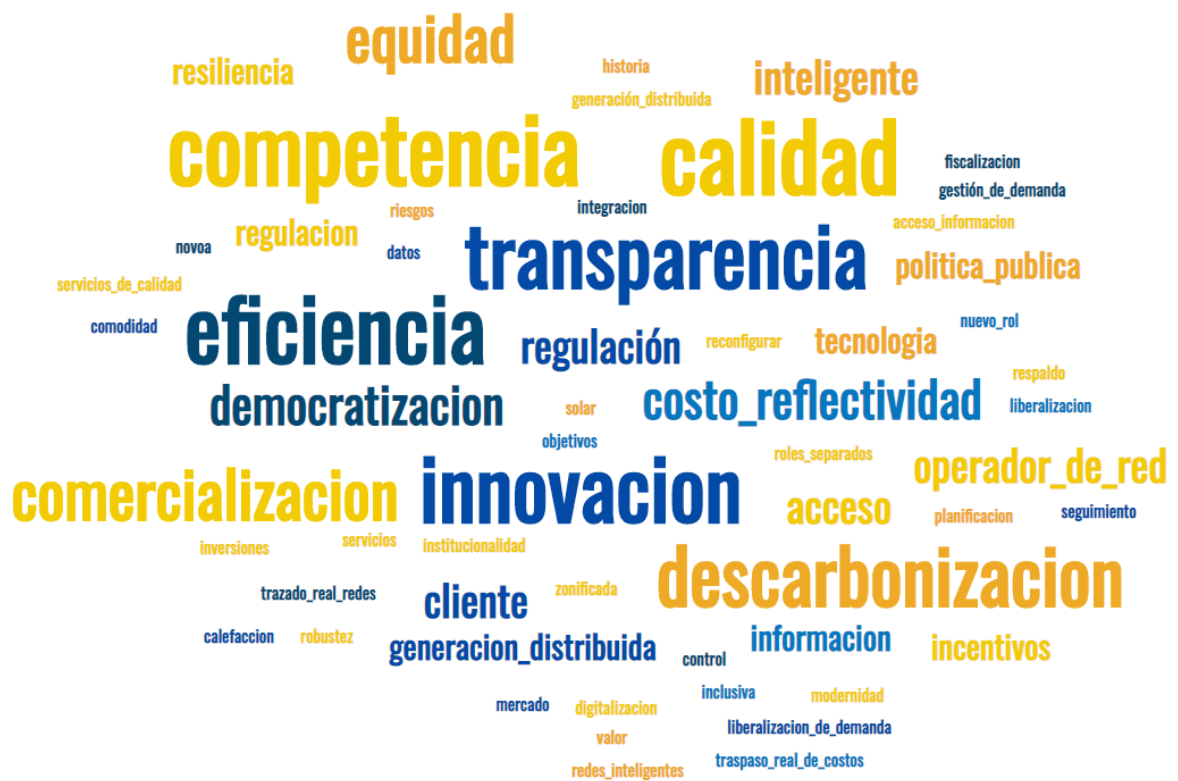 equidad
resiliencia
historia
inteligente
generación_distribuida
competencia
calidad
fiscalizacion
gestión_de_demanda
riesgos
integracion
acceso_informacion
regulacion
novoa
datos
transparencia
politica_publica
servicios_de_calidad
comodidad
eficiencia
regulación
reconfigurar
tecnologia
nuevo_rol
democratizacion
solar
costo_reflectividad
respaldo
liberalizacion
objetivos
roles_separados
operador_de_red
comercializacion
innovacion
acceso
planificacion
seguimiento
inversiones
servicios
institucionalidad
descarbonizacion
trazado_real_redes
cliente
zonificada
calefaccion
robustez
generacion_distribuida
control
informacion
incentivos
inclusiva
modernidad
mercado
digitalizacion
liberalizacion_de_demanda
valor
redes_inteligentes
traspaso_real_de_costos